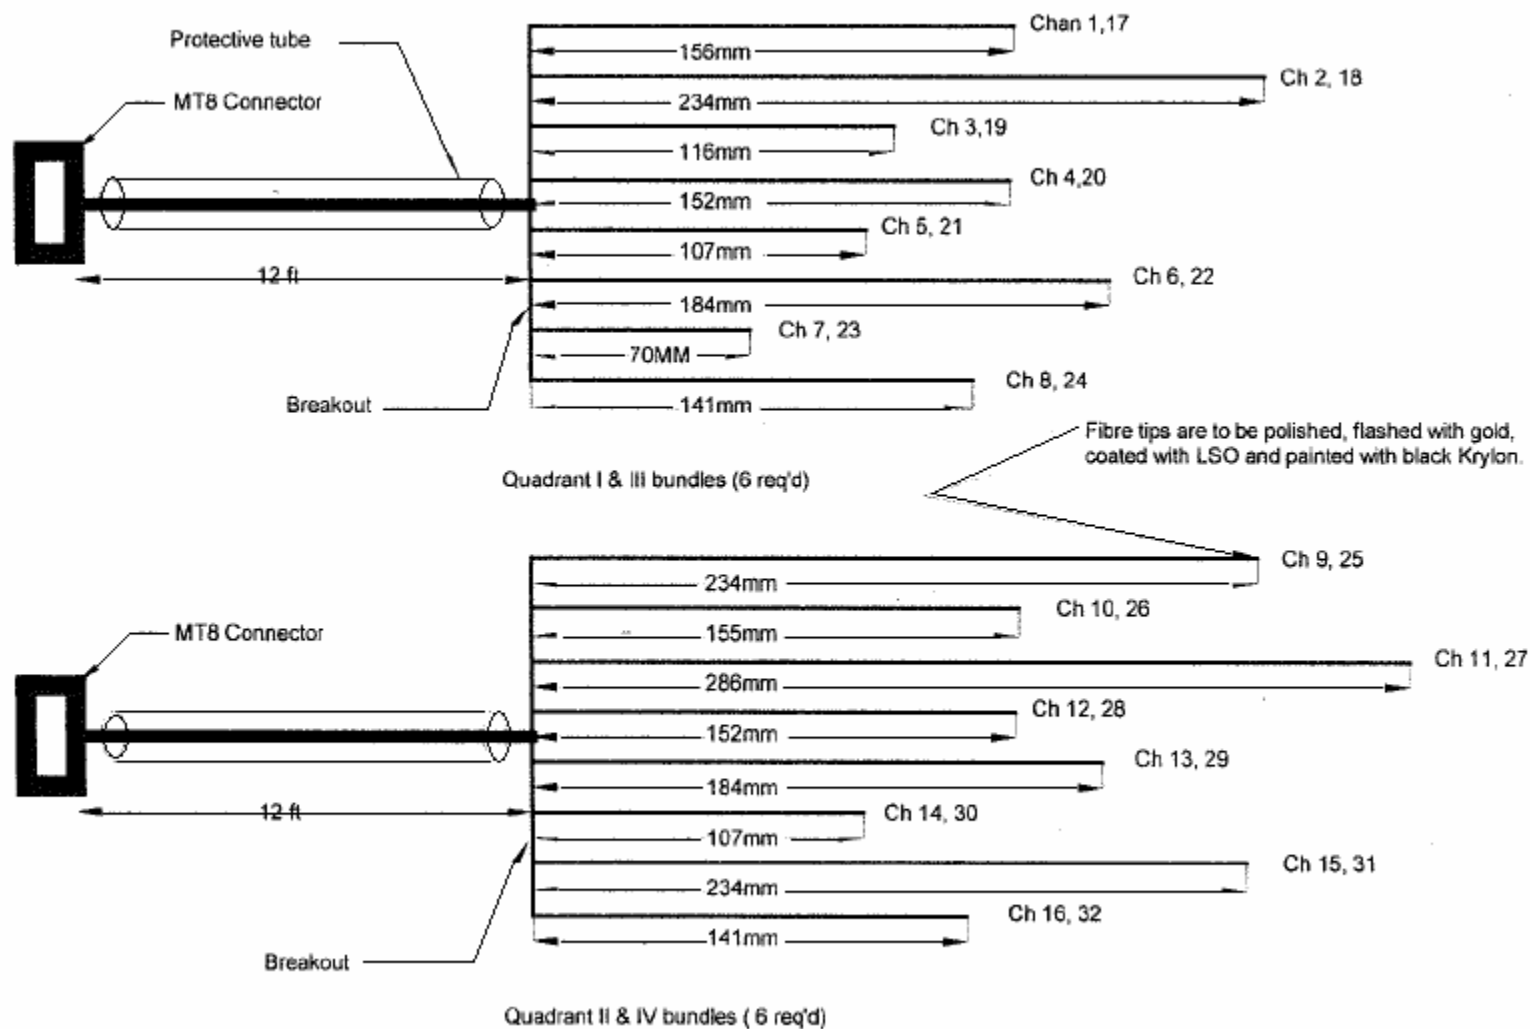 Chan 1,17
Protective tube
156mm
Ch 2, 18
MT8 Connector
234mm
Ch 3,19
116mm
Ch 4,20
152mm
Ch 5, 21
107mm
12 ft
Ch 6, 22
184mm
Ch 7, 23
70MM
Ch 8, 24
Breakout
141mm
Fibre tips are to be polished, flashed with gold,
coated with LSO and painted with black Krylon.
Quadrant I & III bundles (6 req'd)
Ch 9, 25
234mm
Ch 10, 26
MT8 Connector
155mm
Ch 11, 27
286mm
Ch 12, 28
152mm
Ch 13, 29
184mm
12 ft
Ch 14, 30
107mm
Ch 15, 31
234mm
Ch 16, 32
141mm
Breakout
Quadrant II & IV bundles ( 6 req'd)